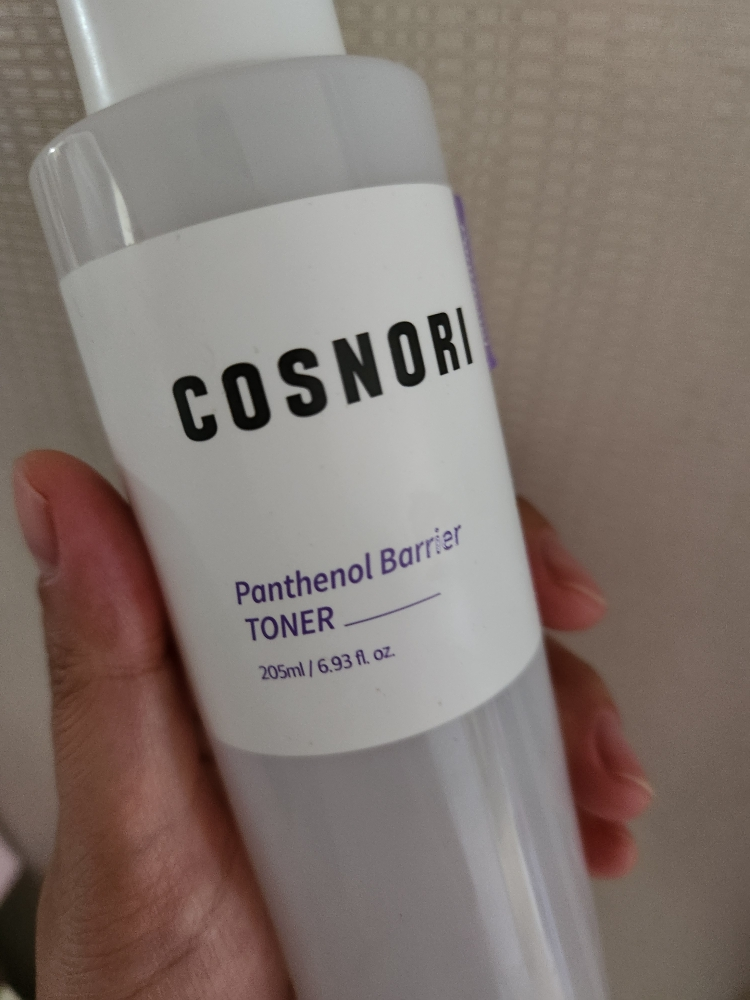 COSNORI
Panthenol Barrier
TONER
205ml / 6.93 fl. oz.